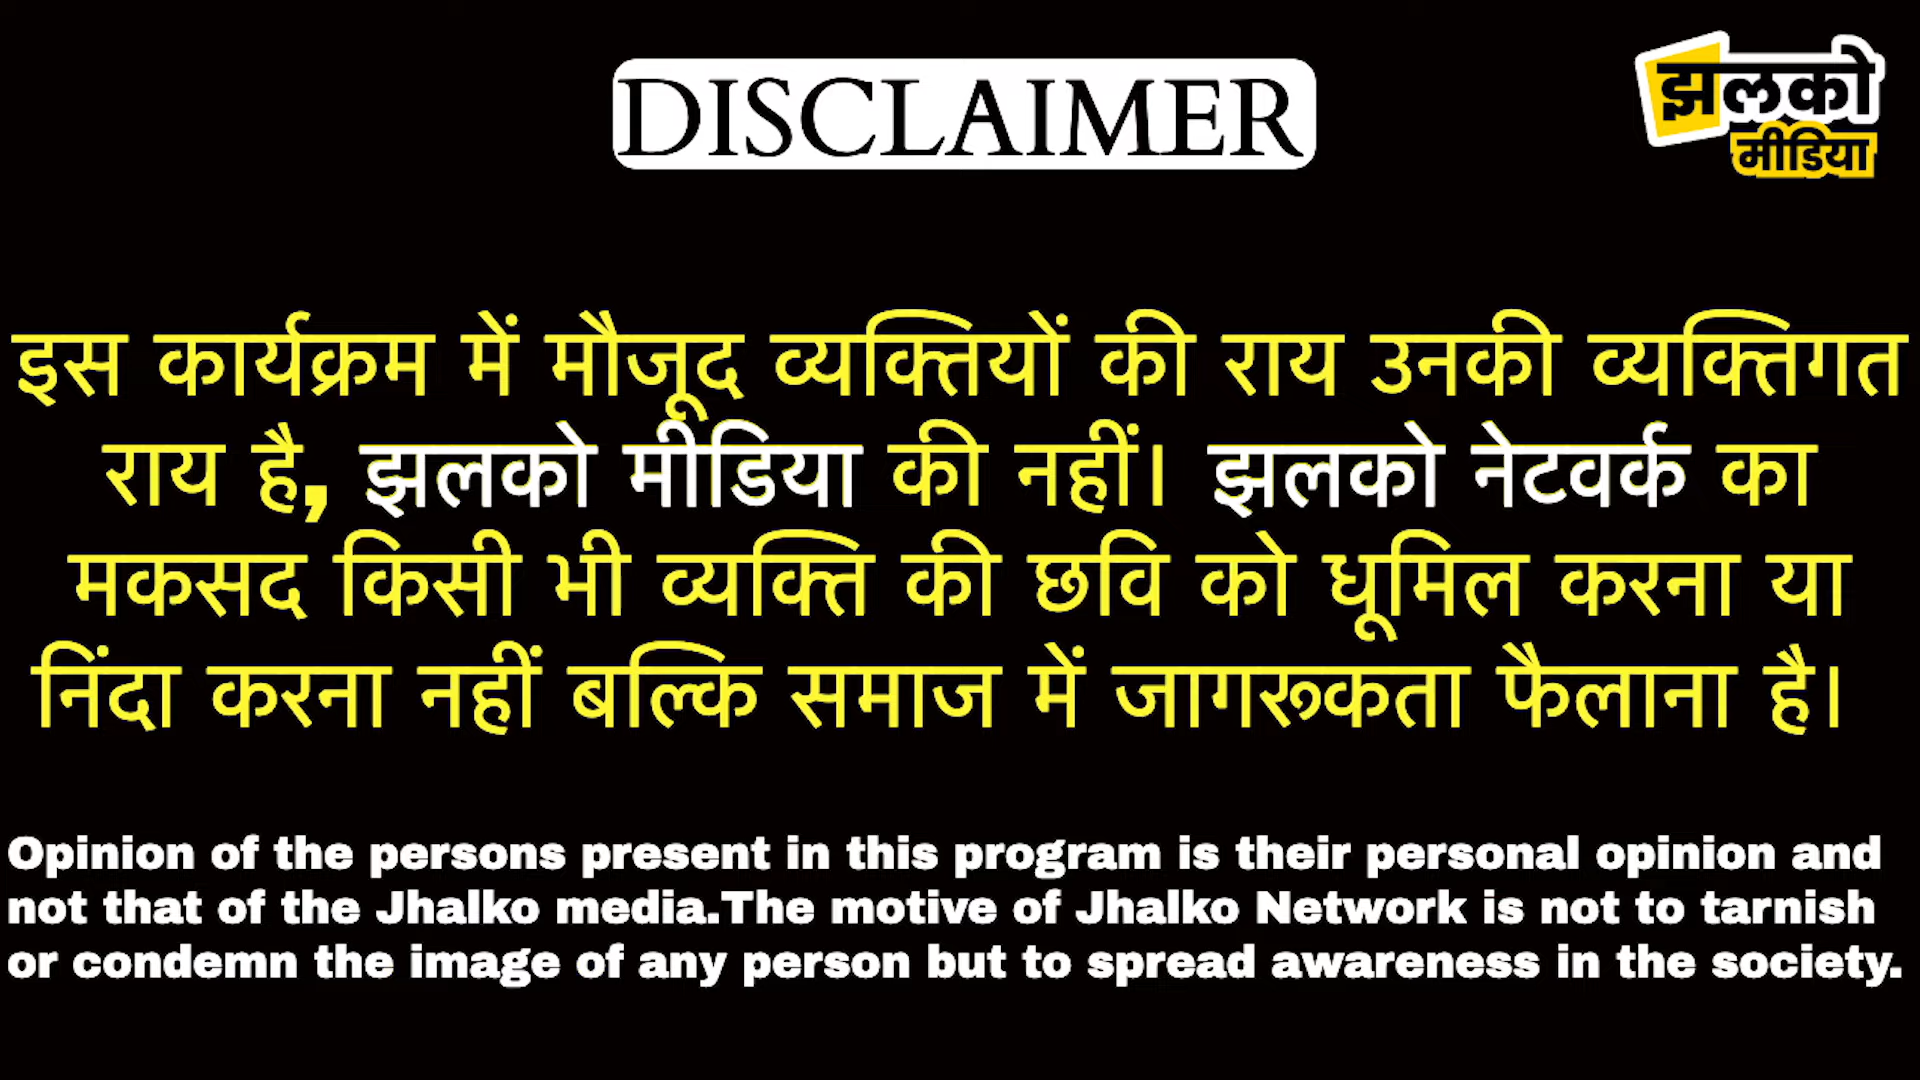 DISCLAIMER
झलको
मीडिया
इस कार्यक्रम में मौजूद व्यक्तियों की राय उनकी व्यक्तिगत
राय है, झलको मीडिया की नहीं। झलको नेटवर्क का
मकसद किसी भी व्यक्ति की छवि को धूमिल करना या
निंदा करना नहीं बल्कि समाज में जागरूकता फैलाना है।
Opinion of the persons present in this program is their personal opinion and
not that of the Jhalko media.The motive of Jhalko Network is not to tarnish
or condemn the image of any person but to spread awareness in the society.